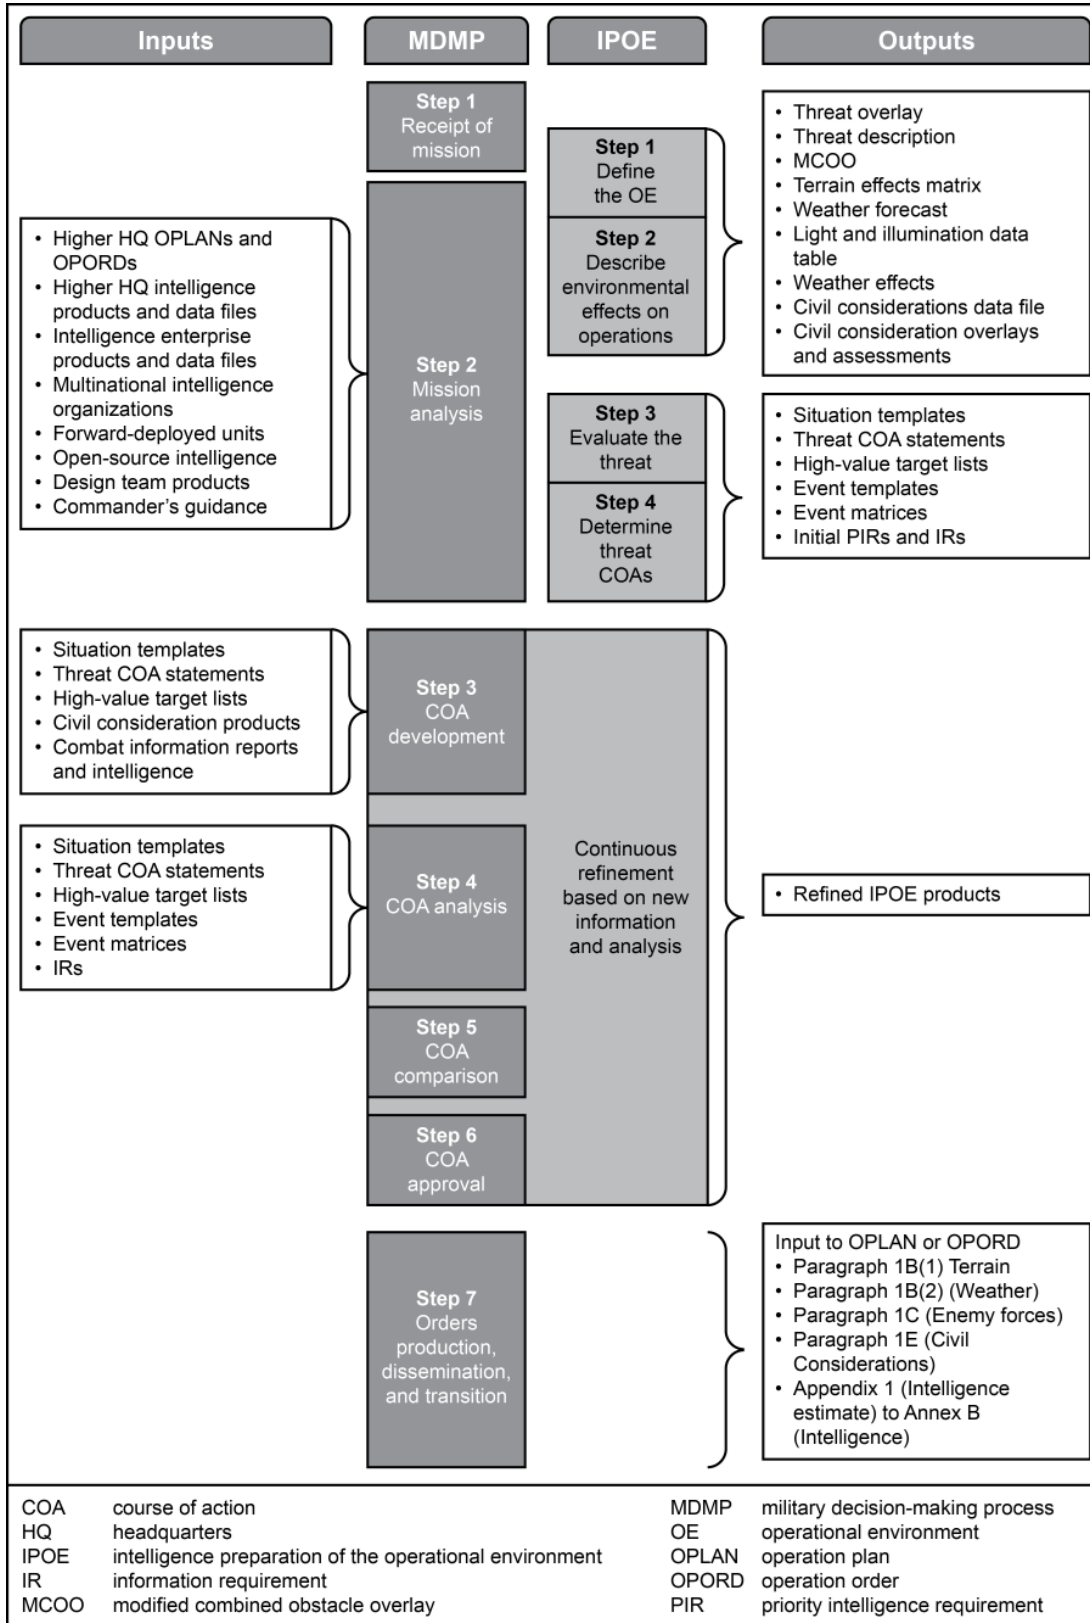 Inputs
MDMP
IPOE
Outputs
Step 1
Receipt of
mission
Step 1
Define
the OE
Step 2
Describe
environmental
effects on
operations
• Threat overlay
• Threat description
• MCOO
• Terrain effects matrix
• Weather forecast
• Light and illumination data
table
• Weather effects
• Civil considerations data file
• Civil consideration overlays
and assessments
• Higher HQ OPLANs and
OPORDs
• Higher HQ intelligence
products and data files
• Intelligence enterprise
products and data files
• Multinational intelligence
organizations
• Forward-deployed units
• Open-source intelligence
• Design team products
• Commander’s guidance
Step 2
Mission
analysis
Step 3
Evaluate the
threat
Step 4
Determine
threat
COAs
• Situation templates
• Threat COA statements
• High-value target lists
• Event templates
• Event matrices
• Initial PIRs and IRs
• Situation templates
• Threat COA statements
• High-value target lists
• Civil consideration products
• Combat information reports
and intelligence
Step 3
COA
development
• Situation templates
• Threat COA statements
• High-value target lists
• Event templates
• Event matrices
• IRs
Step 4
COA analysis
Continuous
refinement
based on new
information
and analysis
• Refined IPOE products
Step 5
COA
comparison
Step 6
COA
approval
Step 7
Orders
production,
dissemination,
and transition
Input to OPLAN or OPORD
• Paragraph 1B(1) Terrain
• Paragraph 1B(2) (Weather)
• Paragraph 1C (Enemy forces)
• Paragraph 1E (Civil
Considerations)
• Appendix 1 (Intelligence
estimate) to Annex B
(Intelligence)
COA course of action
HQ headquarters
IPOE intelligence preparation of the operational environment
IR information requirement
MCOO modified combined obstacle overlay
MDMP military decision-making process
OE operational environment
OPLAN operation plan
OPORD operation order
PIR priority intelligence requirement